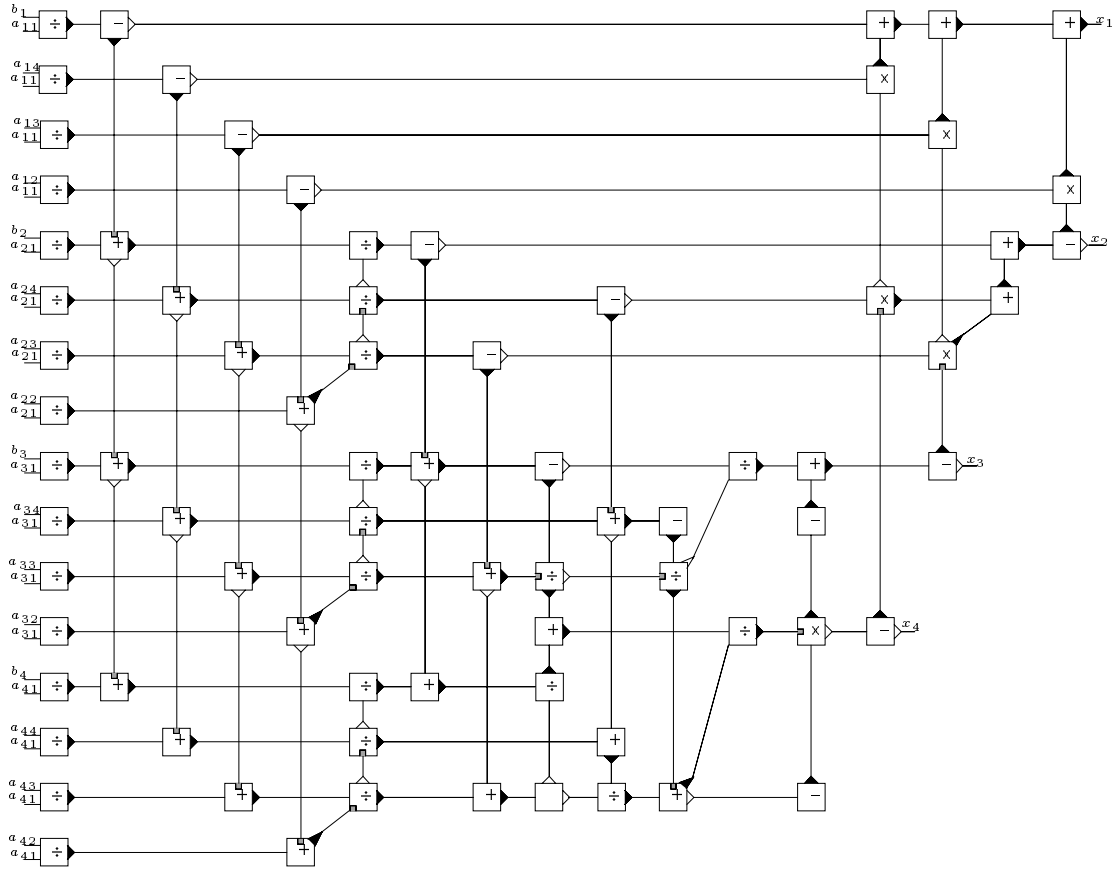 b1 ÷ − + + + x1
a11
a14 ÷ − x
a11
a13 ÷ − x
a11
a12 ÷ − x
a11
b2 ÷ + ÷ − + − x2
a21
a24 ÷ + ÷ − x +
a21
a23 ÷ + ÷ − x
a21
a22 ÷ +
a21
b3 ÷ + ÷ + − ÷ + − x3
a31
a34 ÷ + ÷ + − −
a31
a33 ÷ + ÷ + ÷ ÷
a31
a32 ÷ + + ÷ x − x4
a31
b4 ÷ + ÷ + ÷
a41
a44 ÷ + ÷ +
a41
a43 ÷ + ÷ + ÷ + −
a41
a42 ÷ +
a41